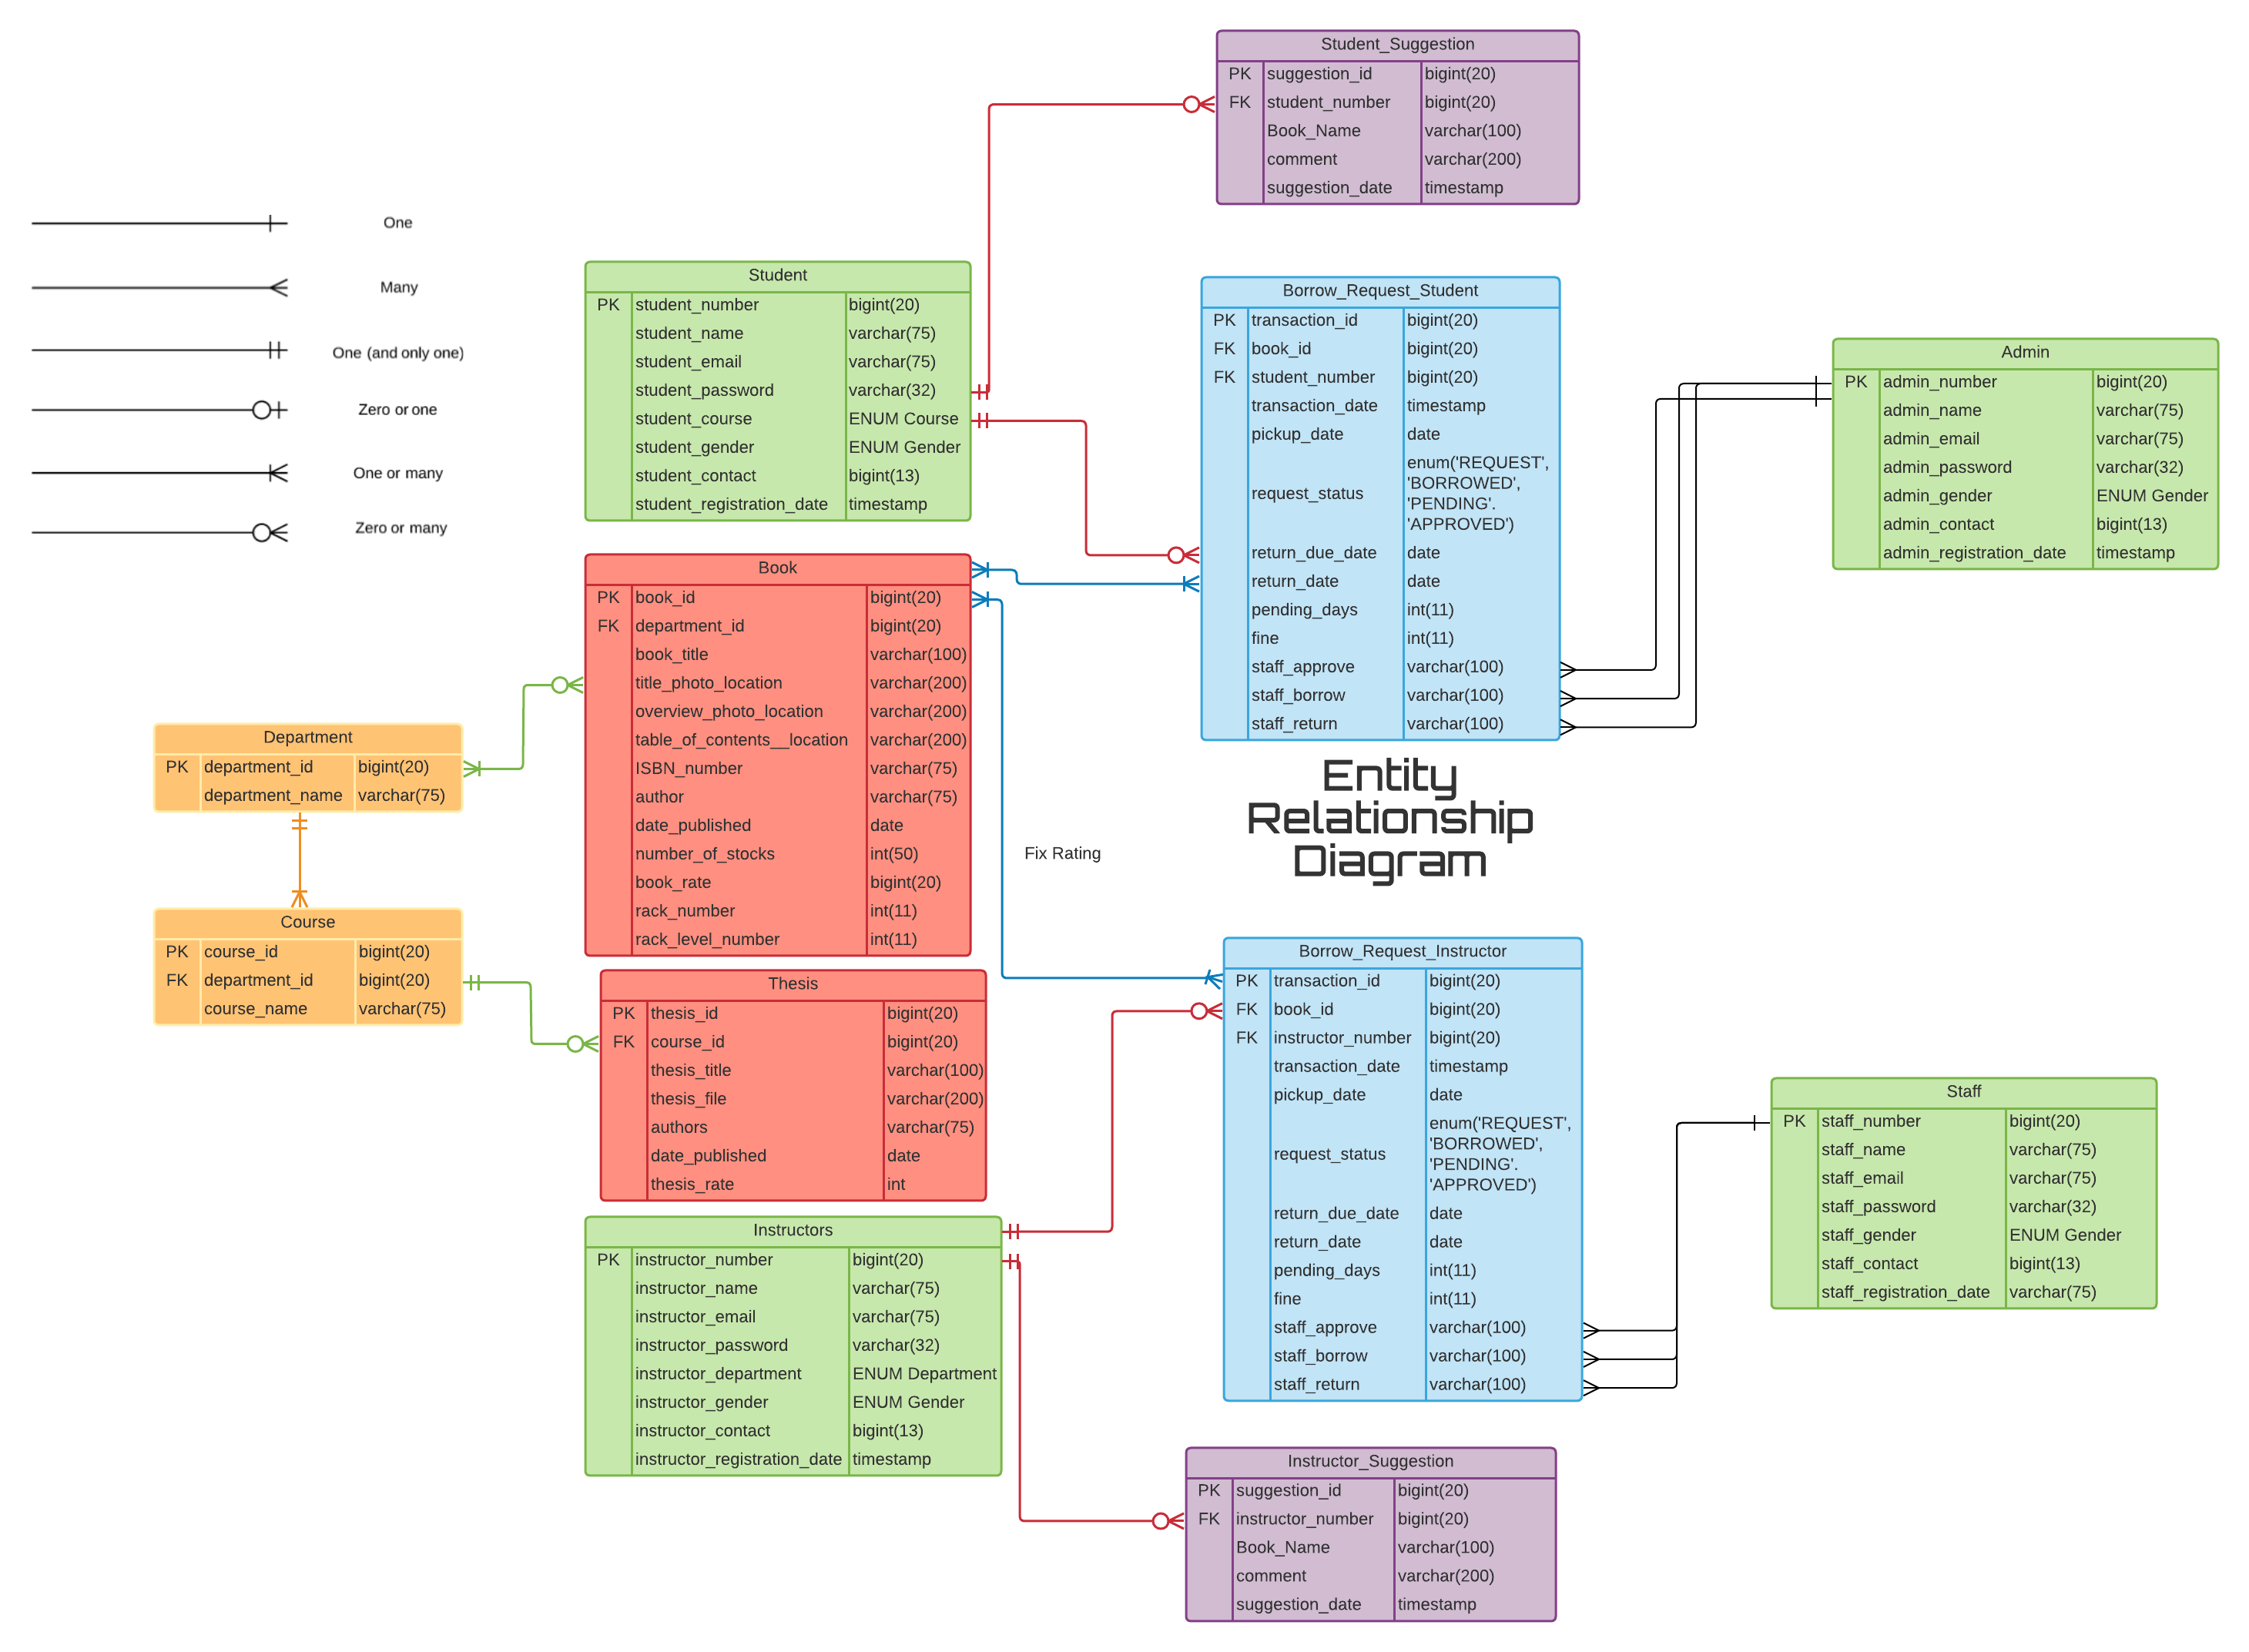 One
Many
One (and only one)
Zero or one
One or many
Zero or many
Student_Suggestion
PK suggestion_id bigint(20)
FK student_number bigint(20)
Book_Name varchar(100)
comment varchar(200)
suggestion_date timestamp
Student
PK student_number bigint(20)
student_name varchar(75)
student_email varchar(75)
student_password varchar(32)
student_course ENUM Course
student_gender ENUM Gender
student_contact bigint(13)
student_registration_date timestamp
Borrow_Request_Student
PK transaction_id bigint(20)
FK book_id bigint(20)
FK student_number bigint(20)
transaction_date timestamp
pickup_date date
request_status enum('REQUEST',
'BORROWED',
'PENDING'.
'APPROVED')
return_due_date date
return_date date
pending_days int(11)
fine int(11)
staff_approve varchar(100)
staff_borrow varchar(100)
staff_return varchar(100)
Admin
PK admin_number bigint(20)
admin_name varchar(75)
admin_email varchar(75)
admin_password varchar(32)
admin_gender ENUM Gender
admin_contact bigint(13)
admin_registration_date timestamp
Book
PK book_id bigint(20)
FK department_id bigint(20)
book_title varchar(100)
title_photo_location varchar(200)
overview_photo_location varchar(200)
table_of_contents__location varchar(200)
ISBN_number varchar(75)
author varchar(75)
date_published date
number_of_stocks int(50)
book_rate bigint(20)
rack_number int(11)
rack_level_number int(11)
Department
PK department_id bigint(20)
department_name varchar(75)
Course
PK course_id bigint(20)
FK department_id bigint(20)
course_name varchar(75)
Entity
Relationship
Diagram
Fix Rating
Thesis
PK thesis_id bigint(20)
FK course_id bigint(20)
thesis_title varchar(100)
thesis_file varchar(200)
authors varchar(75)
date_published date
thesis_rate int
Borrow_Request_Instructor
PK transaction_id bigint(20)
FK book_id bigint(20)
FK instructor_number bigint(20)
transaction_date timestamp
pickup_date date
request_status enum('REQUEST',
'BORROWED',
'PENDING'.
'APPROVED')
return_due_date date
return_date date
pending_days int(11)
fine int(11)
staff_approve varchar(100)
staff_borrow varchar(100)
staff_return varchar(100)
Staff
PK staff_number bigint(20)
staff_name varchar(75)
staff_email varchar(75)
staff_password varchar(32)
staff_gender ENUM Gender
staff_contact bigint(13)
staff_registration_date varchar(75)
Instructors
PK instructor_number bigint(20)
instructor_name varchar(75)
instructor_email varchar(75)
instructor_password varchar(32)
instructor_department ENUM Department
instructor_gender ENUM Gender
instructor_contact bigint(13)
instructor_registration_date timestamp
Instructor_Suggestion
PK suggestion_id bigint(20)
FK instructor_number bigint(20)
Book_Name varchar(100)
comment varchar(200)
suggestion_date timestamp